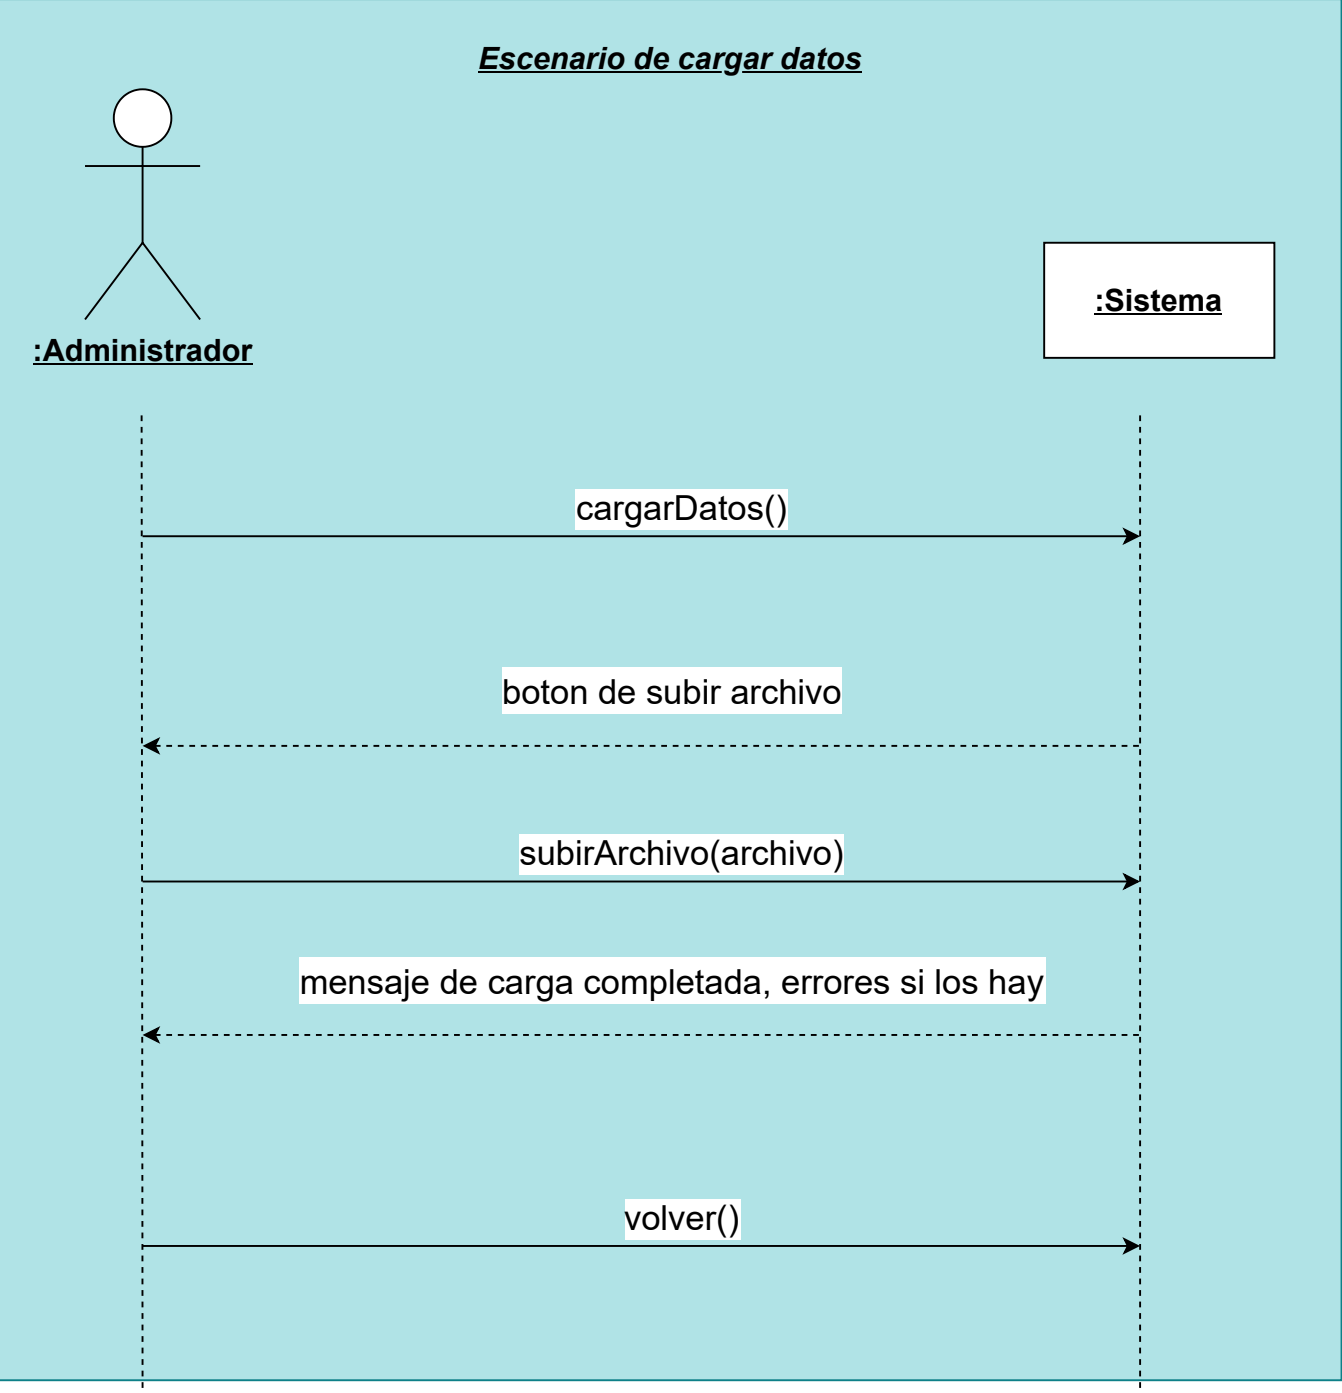 Escenario de cargar datos
:Administrador
:Sistema
cargarDatos()
boton de subir archivo
subirArchivo(archivo)
mensaje de carga completada, errores si los hay
volver()